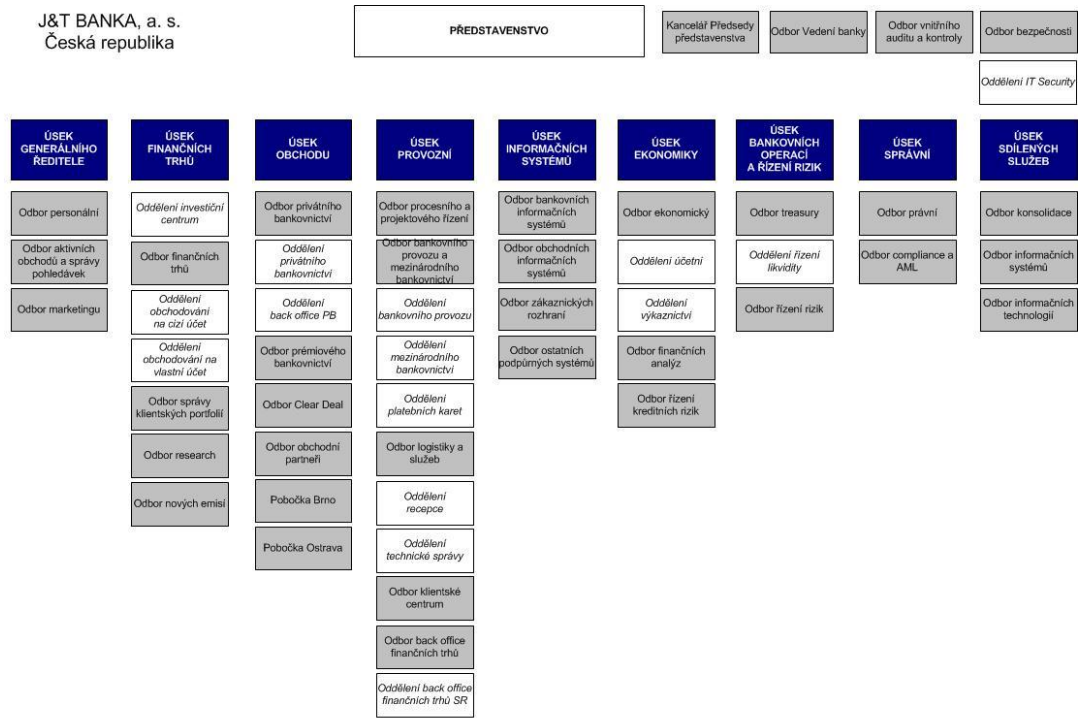 J&T BANKA, a. s.
Česká republika
PŘEDSTAVENSTVO
Kancelář Předsedy
představenstva
Odbor Vedení banky
Odbor vnitřního
auditu a kontroly
Odbor bezpečnosti
Oddělení IT Security
ÚSEK
GENERÁLNÍHO
ŘEDITELE
Odbor personální
Odbor aktivních
obchodů a správy
pohledávek
Odbor marketingu
ÚSEK
FINANČNÍCH
TRHŮ
Oddělení investiční
centrum
Odbor finančních
trhů
Oddělení
obchodování
na cizí účet
Oddělení
obchodování na
vlastní účet
Odbor správy
klientských portfolií
Odbor research
Odbor nových emisí
ÚSEK
OBCHODU
Odbor privátního
bankovnictví
Oddělení
privátního
bankovnictví
Oddělení
back office PB
Odbor prémiového
bankovnictví
Odbor Clear Deal
Odbor obchodní
partneři
Pobočka Brno
Pobočka Ostrava
ÚSEK
PROVOZNÍ
Odbor procesního a
projektového řízení
Odbor bankovního
provozu a
mezinárodního
bankovnictví
Oddělení
bankovního provozu
Oddělení
mezinárodního
bankovnictví
Oddělení
platebních karet
Odbor logistiky a
služeb
Oddělení
recepce
Oddělení
technické správy
Odbor klientské
centrum
Odbor back office
finančních trhů
Oddělení back office
finančních trhů SR
ÚSEK
INFORMAČNÍCH
SYSTÉMŮ
Odbor bankovních
informačních
systémů
Odbor obchodních
informačních
systémů
Odbor zákaznických
rozhraní
Odbor ostatních
podpůrných systémů
ÚSEK
EKONOMIKY
Odbor ekonomický
Oddělení účetní
Oddělení
výkaznictví
Odbor finančních
analýz
Odbor řízení
kreditních rizik
ÚSEK
BANKOVNÍCH
OPERACÍ
A ŘÍZENÍ RIZIK
Odbor treasury
Oddělení řízení
likvidity
Odbor řízení rizik
ÚSEK
SPRÁVNÍ
Odbor právní
Odbor compliance a
AML
ÚSEK
SDÍLENÝCH
SLUŽEB
Odbor konsolidace
Odbor informačních
systémů
Odbor informačních
technologií